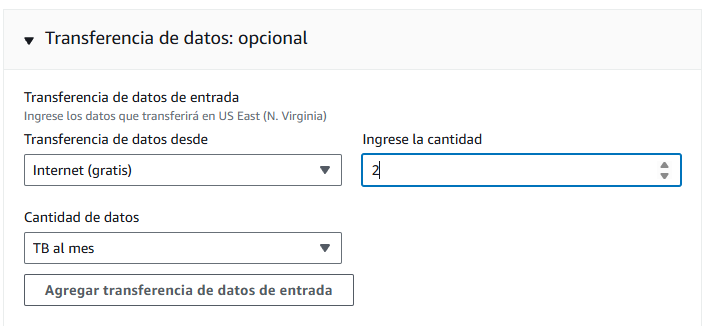 Transferencia de datos: opcional
Transferencia de datos de entrada
Ingrese los datos que transferirá en US East (N. Virginia)
Transferencia de datos desde
Internet (gratis)
Ingrese la cantidad
2
Cantidad de datos
TB al mes
Agregar transferencia de datos de entrada